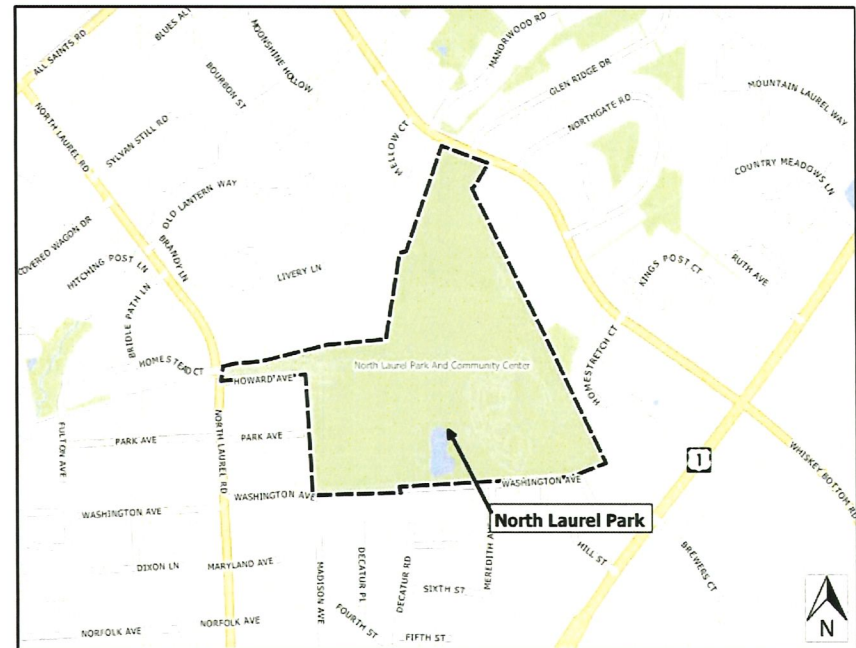 ALL SAINTS RD
BLUES ALY
MOONSHINE HOLLOW
MANORWOOD RD
BOURBON ST
GLEN RIDGE DR
NORTHGATE RD
MOUNTAIN LAUREL WAY
NORTH LAUREL RD
SYLVAN STILL RD
MELLOW CT
COUNTRY MEADOWS LN
OLD LANTERN WAY
COVERED WAGON DR
BRANDY LN
HITCHING POST LN
LIVERY LN
KINGS POST CT
RUTH AVE
BRIDLE PATH LN
HOMESTEAD CT
North Laurel Park And Community Center
HOMESTRETCH CT
HOWARD AVE
FULTON AVE
PARK AVE
NORTH LAUREL RD
PARK AVE
1
WHISKEY BOTTOM RD
WASHINGTON AVE
WASHINGTON AVE
WASHINGTON AVE
North Laurel Park
DIXON LN
MARYLAND AVE
MADISON AVE
DECATUR PL
DECATUR RD
SIXTH ST
MEREDITH
HILL ST
BREWERS CT
NORFOLK AVE
NORFOLK AVE
FOURTH ST
FIFTH ST
N